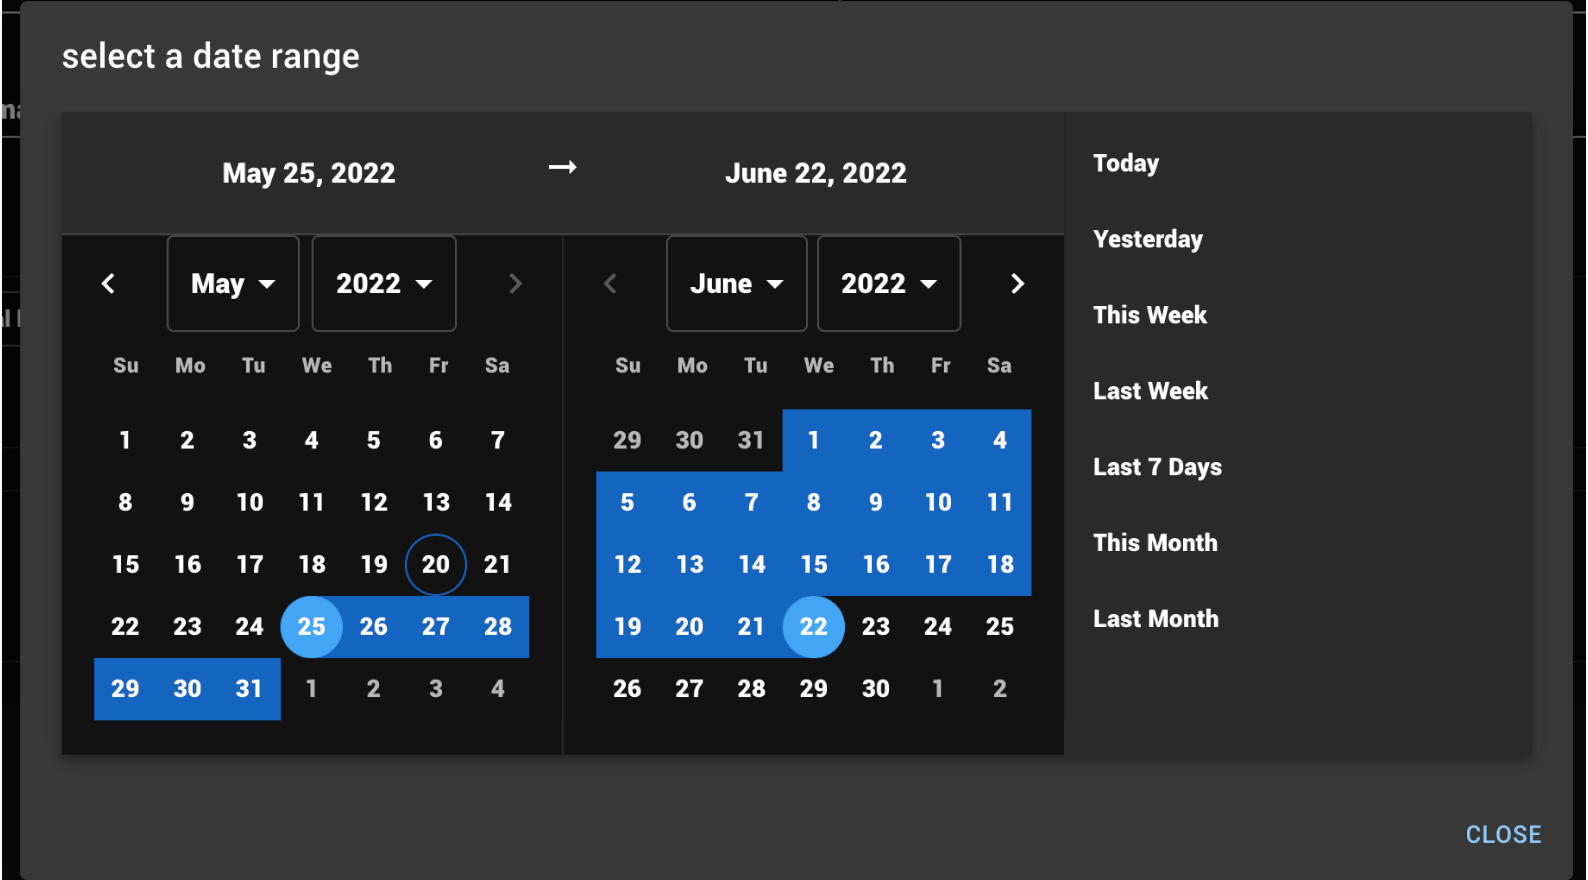 select a date range
May 25, 2022 → June 22, 2022
May 2022
Su Mo Tu We Th Fr Sa
1 2 3 4 5 6 7
8 9 10 11 12 13 14
15 16 17 18 19 20 21
22 23 24 25 26 27 28
29 30 31 1 2 3 4
June 2022
Su Mo Tu We Th Fr Sa
29 30 31 1 2 3 4
5 6 7 8 9 10 11
12 13 14 15 16 17 18
19 20 21 22 23 24 25
26 27 28 29 30 1 2
Today
Yesterday
This Week
Last Week
Last 7 Days
This Month
Last Month
CLOSE